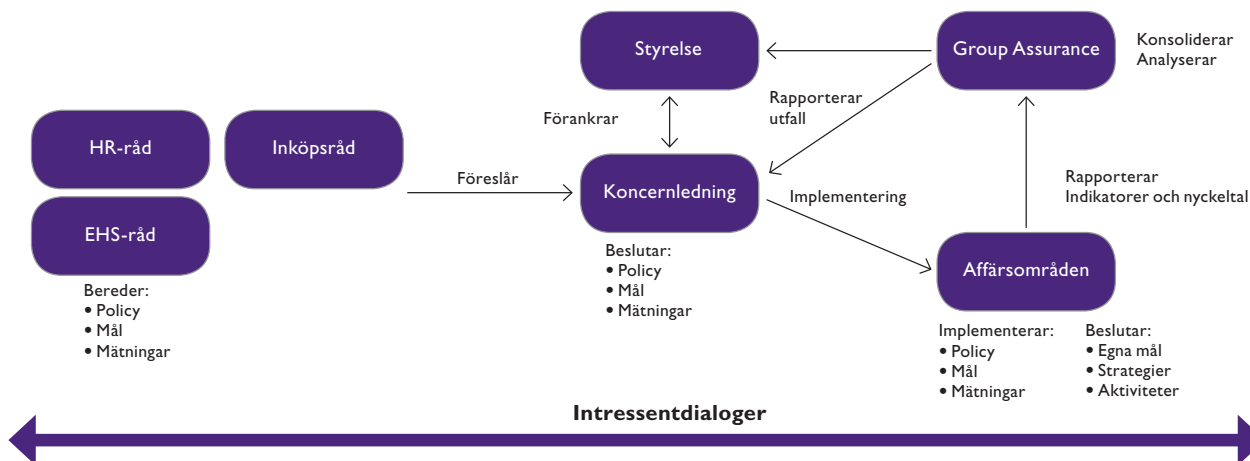 Styrelse
Group Assurance
Konsoliderar
Analyserar
HR-råd
Inköpsråd
Förankrar
Rapporterar
utfall
Föreslår
Koncernledning
Implementering
Rapporterar
Indikatorer och nyckeltal
EHS-råd
Affärsområden
Bereder:
• Policy
• Mål
• Mätningar
Beslutar:
• Policy
• Mål
• Mätningar
Implementerar:
• Policy
• Mål
• Mätningar
Beslutar:
• Egna mål
• Strategier
• Aktiviteter
Intressentdialoger